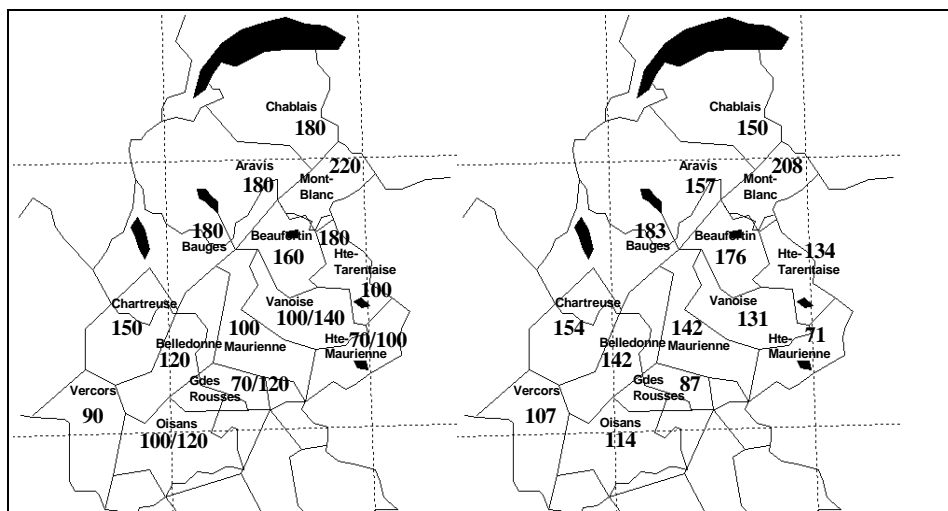 Chablais
180
Aravis
180
220
Mont-
Blanc
180
Bauges
Beaufortin
160
180
Hte-
Tarentaise
100
Chartreuse
150
Vanoise
100/140
100
Maurienne
Belledonne
120
Hte-
70/100
Maurienne
Vercors
90
Gdes
Rousses
70/120
Oisans
100/120
Chablais
150
Aravis
157
208
Mont-
Blanc
183
Bauges
Beaufortin
176
134
Hte-
Tarentaise
Chartreuse
154
Vanoise
131
142
Maurienne
Belledonne
142
71
Hte-
Maurienne
Vercors
107
Gdes
Rousses
87
Oisans
114